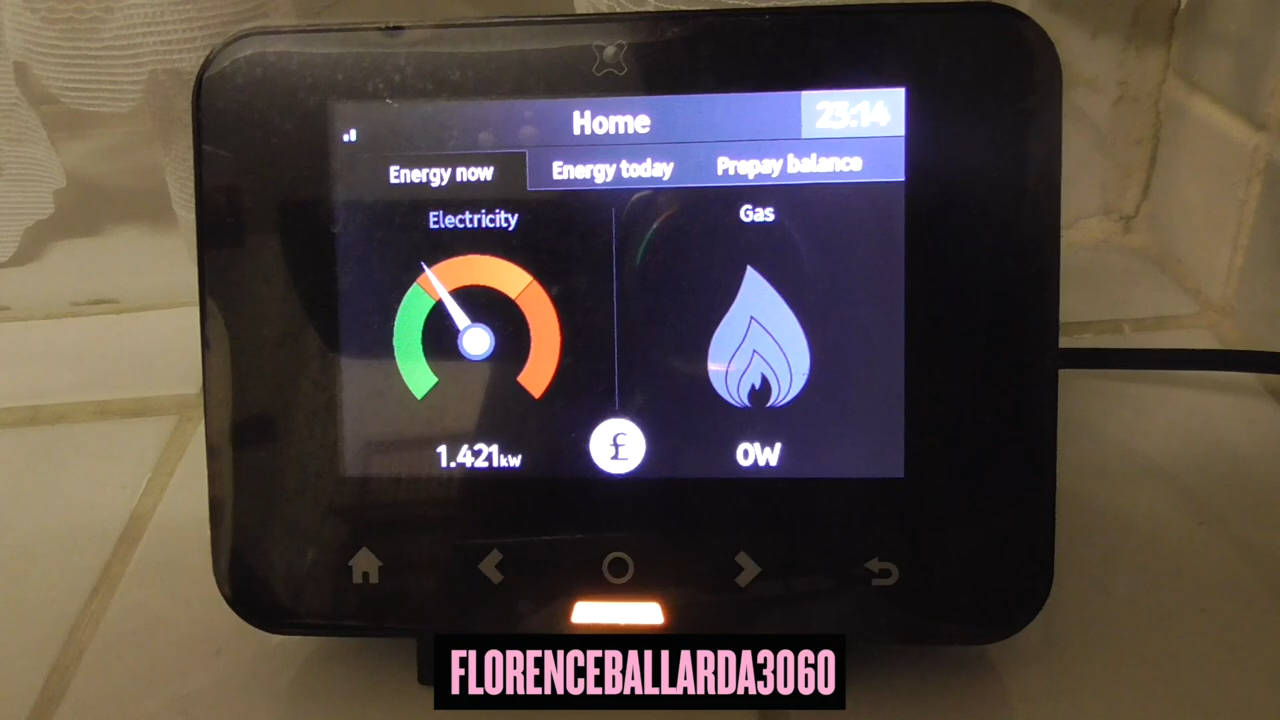 Home
23:14
Energy now
Energy today
Prepay balance
Electricity
Gas
1.421kW
£
0W
FLORENCEBALLARDA3060